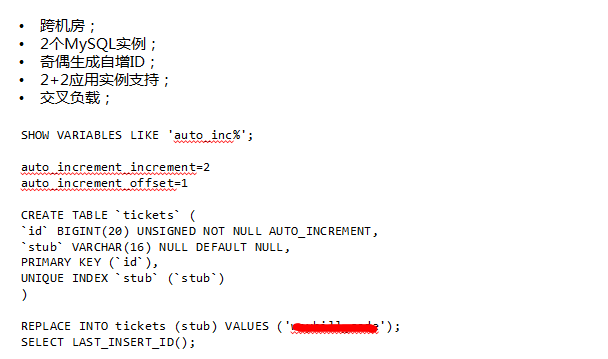 • 跨机房；
• 2个MySQL实例；
• 奇偶生成自增ID；
• 2+2应用实例支持；
• 交叉负载；
SHOW VARIABLES LIKE 'auto_inc%';
auto_increment_increment=2
auto_increment_offset=1
CREATE TABLE `tickets` (
`id` BIGINT(20) UNSIGNED NOT NULL AUTO_INCREMENT,
`stub` VARCHAR(16) NULL DEFAULT NULL,
PRIMARY KEY (`id`),
UNIQUE INDEX `stub` (`stub`)
)
REPLACE INTO tickets (stub) VALUES ('');
SELECT LAST_INSERT_ID();